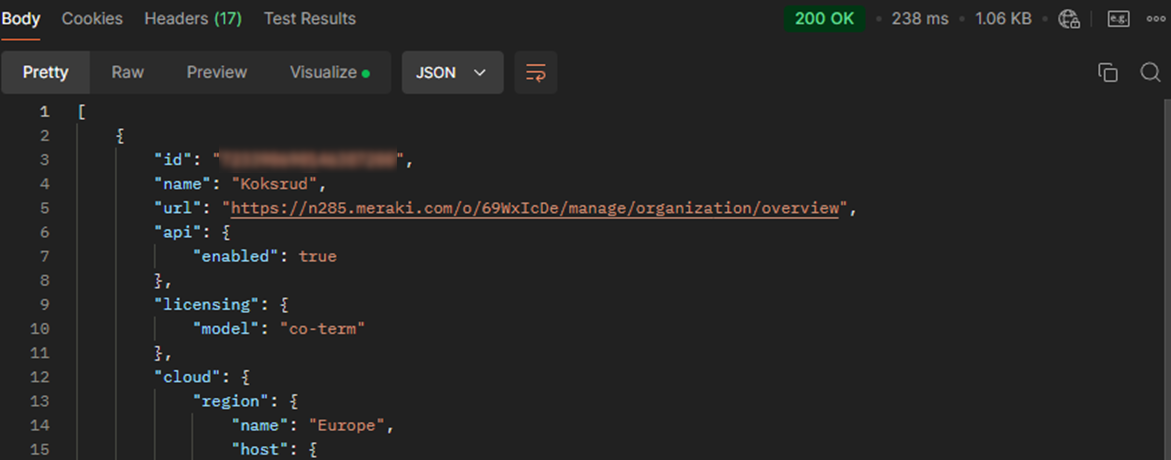 Body Cookies Headers (17) Test Results 200 OK • 238 ms • 1.06 KB • e.g. ooo
Pretty Raw Preview Visualize JSON
1 [
2 {
3 "id": "",
4 "name": "Koksrud",
5 "url": "https://n285.meraki.com/o/69WxIcDe/manage/organization/overview",
6 "api": {
7 "enabled": true
8 },
9 "licensing": {
10 "model": "co-term"
11 },
12 "cloud": {
13 "region": {
14 "name": "Europe",
15 "host": {